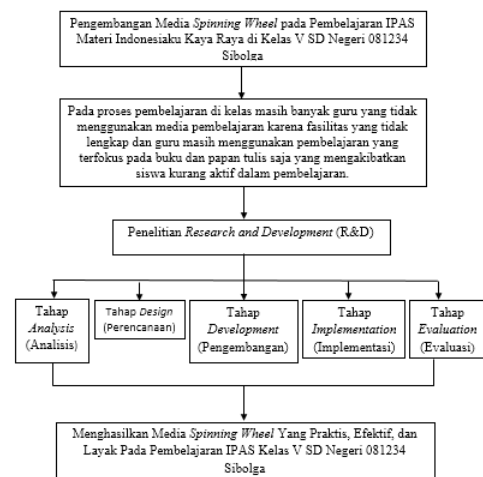 Pengembangan Media Spinning Wheel pada Pembelajaran IPAS
Materi Indonesiaku Kaya Raya di Kelas V SD Negeri 081234
Sibolga
Pada proses pembelajaran di kelas masih banyak guru yang tidak
menggunakan media pembelajaran karena fasilitas yang tidak
lengkap dan guru masih menggunakan pembelajaran yang
terfokus pada buku dan papan tulis saja yang mengakibatkan
siswa kurang aktif dalam pembelajaran.
Penelitian Research and Development (R&D)
Tahap
Analysis
(Analisis)
Tahap Design
(Perencanaan)
Tahap
Development
(Pengembangan)
Tahap
Implementation
(Implementasi)
Tahap
Evaluation
(Evaluasi)
Menghasilkan Media Spinning Wheel Yang Praktis, Efektif, dan
Layak Pada Pembelajaran IPAS Kelas V SD Negeri 081234
Sibolga